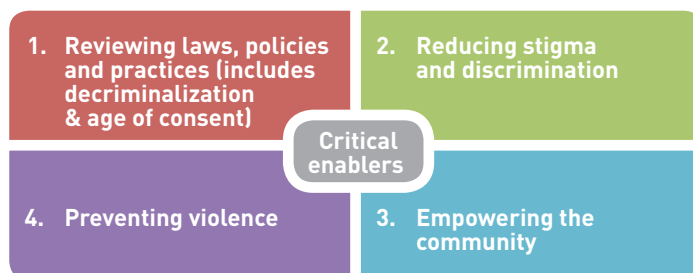 1. Reviewing laws, policies
and practices (includes
decriminalization
& age of consent)
2. Reducing stigma
and discrimination
Critical
enablers
4. Preventing violence
3. Empowering the
community